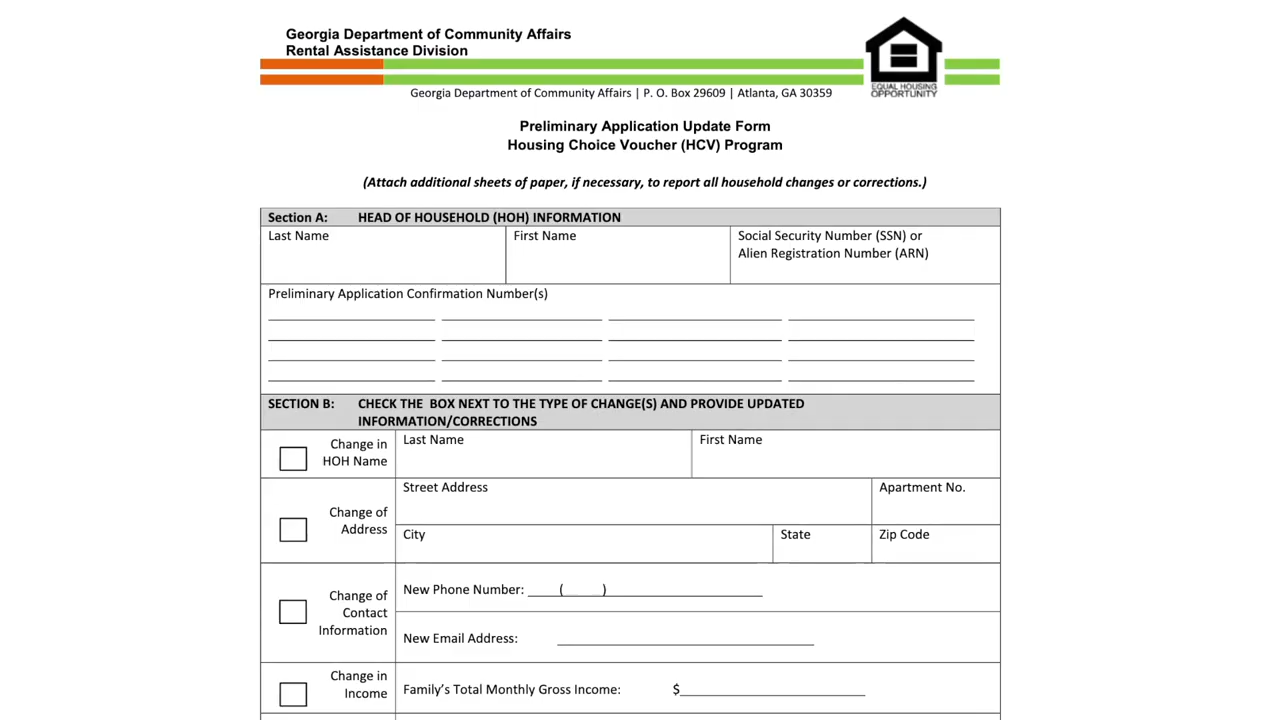 Georgia Department of Community Affairs
Rental Assistance Division
EQUAL HOUSING
OPPORTUNITY
Georgia Department of Community Affairs | P. O. Box 29609 | Atlanta, GA 30359
Preliminary Application Update Form
Housing Choice Voucher (HCV) Program
(Attach additional sheets of paper, if necessary, to report all household changes or corrections.)
Section A: HEAD OF HOUSEHOLD (HOH) INFORMATION
Last Name First Name Social Security Number (SSN) or
Alien Registration Number (ARN)
Preliminary Application Confirmation Number(s)
SECTION B: CHECK THE BOX NEXT TO THE TYPE OF CHANGE(S) AND PROVIDE UPDATED
INFORMATION/CORRECTIONS
Change in
HOH Name
Last Name First Name
Change of
Address
Street Address Apartment No.
City State Zip Code
Change of
Contact
Information
New Phone Number: ( )
New Email Address:
Change in
Income
Family's Total Monthly Gross Income: $